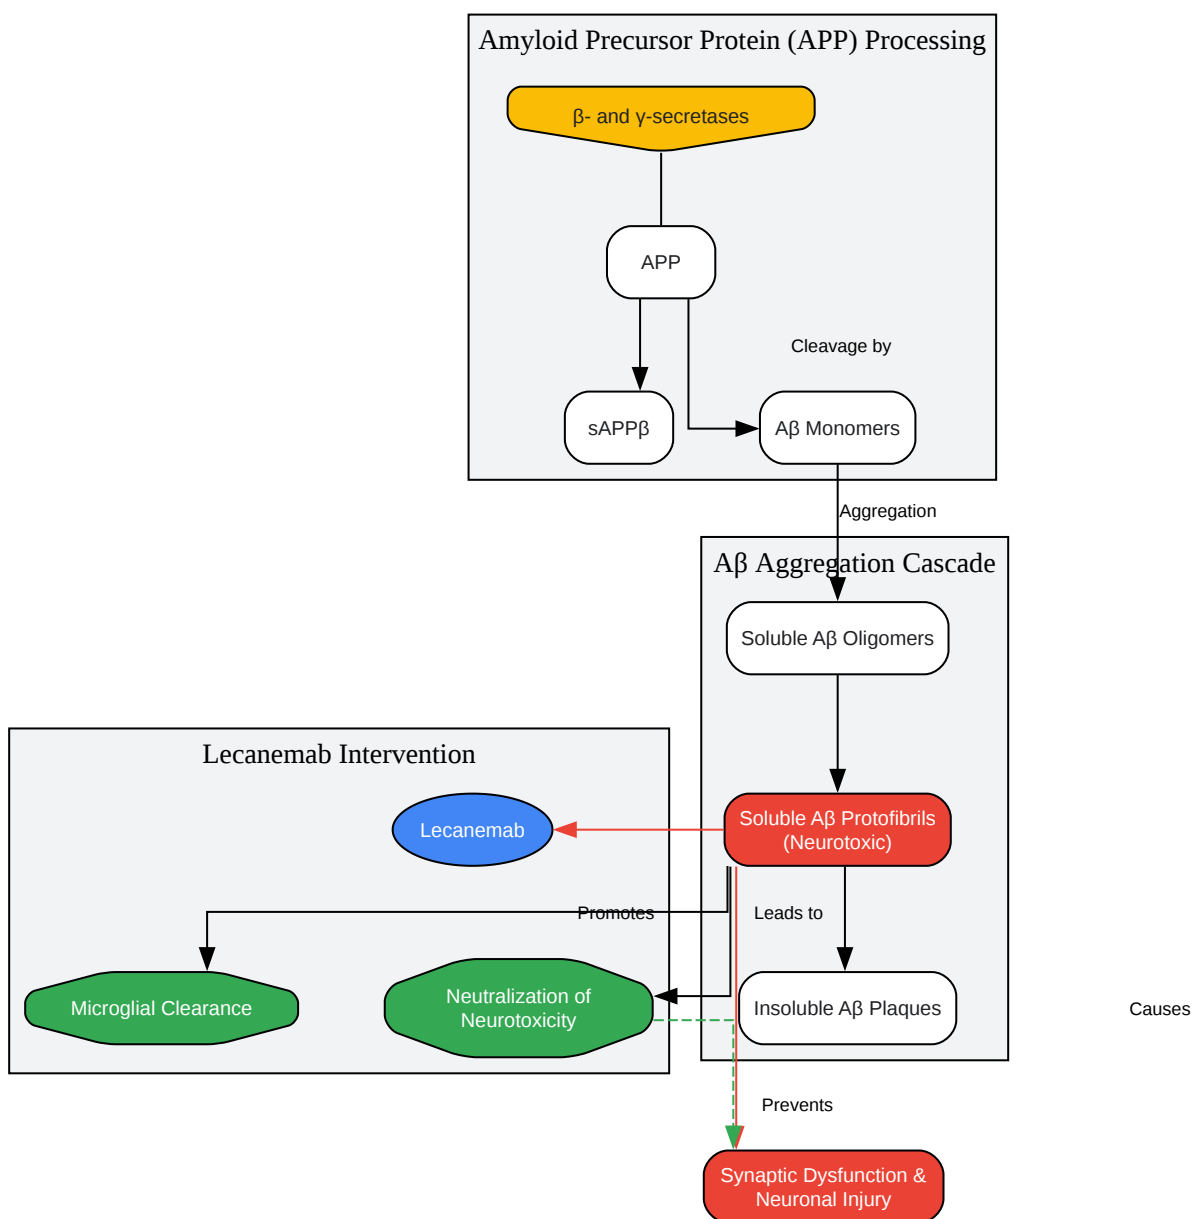 Amyloid Precursor Protein (APP) Processing
β- and γ-secretases
APP
Cleavage by
sAPPβ
Aβ Monomers
Aggregation
Aβ Aggregation Cascade
Soluble Aβ Oligomers
Lecanemab Intervention
Lecanemab
Soluble Aβ Protofibrils
(Neurotoxic)
Promotes
Leads to
Microglial Clearance
Neutralization of
Neurotoxicity
Insoluble Aβ Plaques
Causes
Prevents
Synaptic Dysfunction &
Neuronal Injury